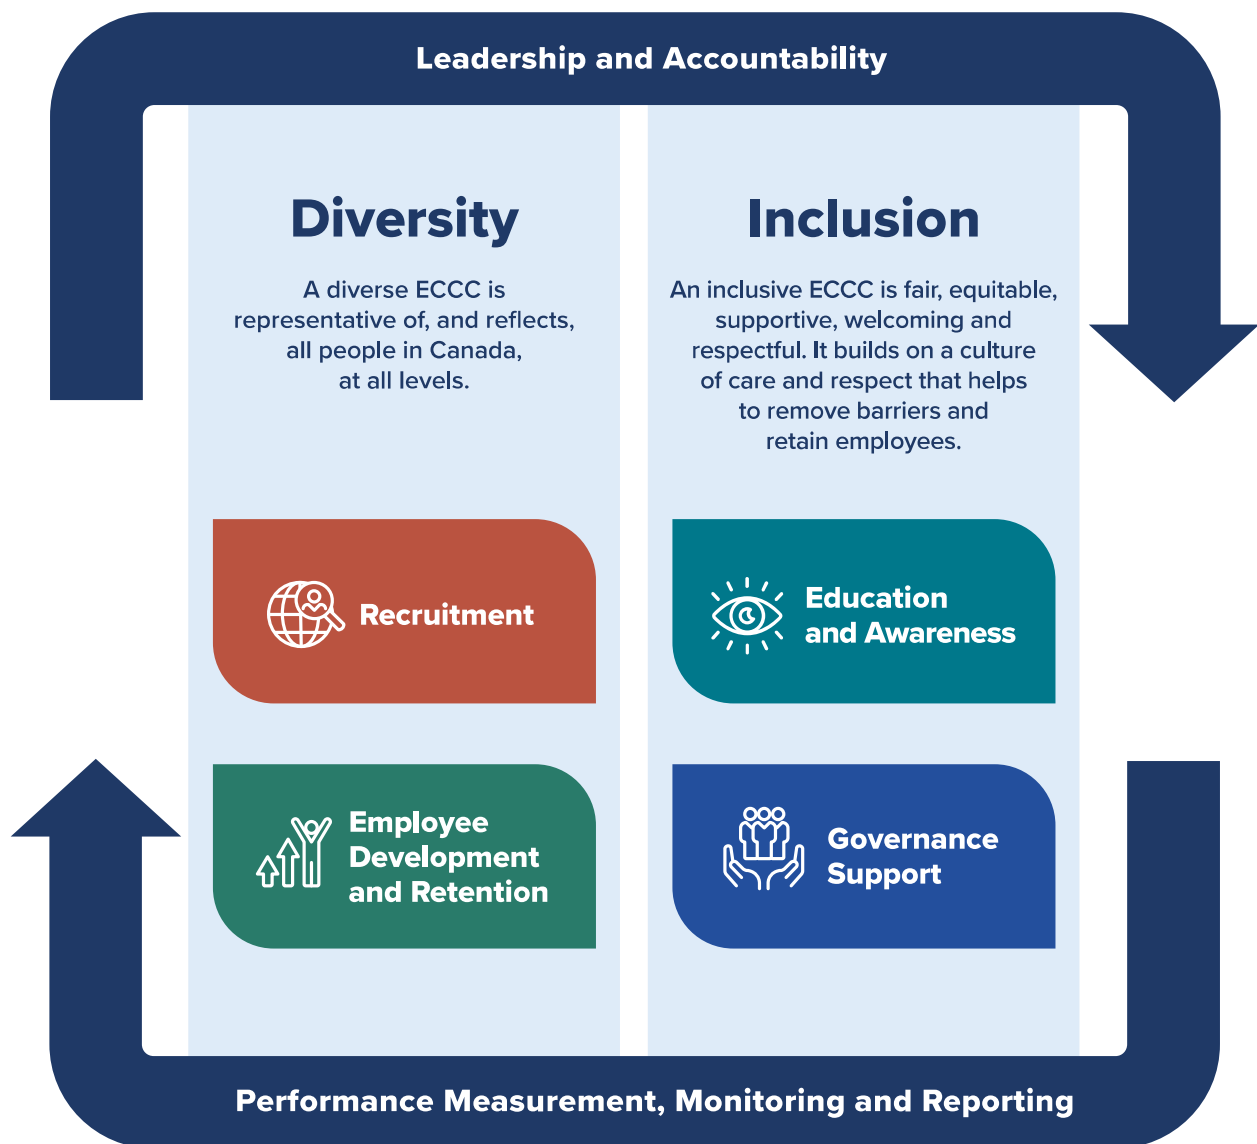 Leadership and Accountability
Diversity
A diverse ECCC is
representative of, and reflects,
all people in Canada,
at all levels.
Recruitment
Employee
Development
and Retention
Inclusion
An inclusive ECCC is fair, equitable,
supportive, welcoming and
respectful. It builds on a culture
of care and respect that helps
to remove barriers and
retain employees.
Education
and Awareness
Governance
Support
Performance Measurement, Monitoring and Reporting